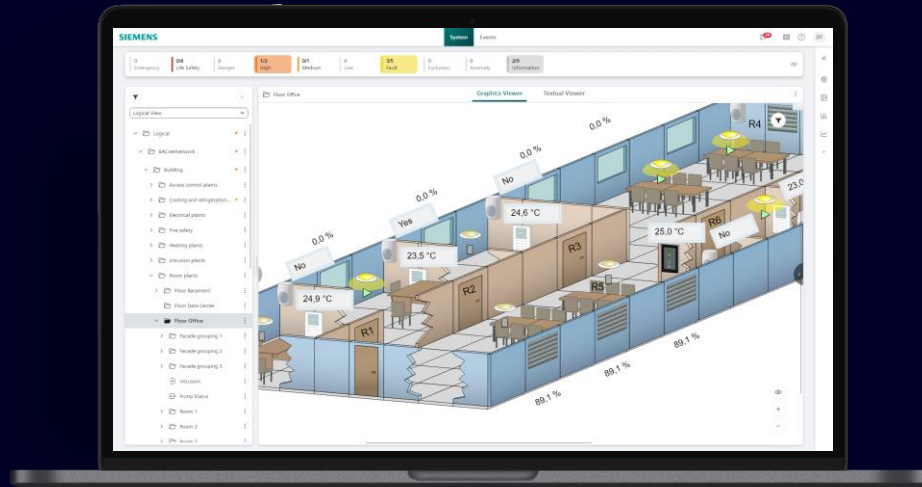 SIEMENS
System Events
0 Emergency
0/4 Life Safety
0 Danger
1/2 High
0/1 Medium
0 Low
3/5 Fault
0 Exclusion
0 Anomaly
2/9 Information
Floor Office
Graphics Viewer Textual Viewer
Logical View
Logical
BACnetNetwork
Building
Access control plants
Cooling and refrigeration...
Electrical plants
Fire safety
Heating plants
Intrusion plants
Room plants
Floor Basement
Floor Data Center
Floor Office
Facade grouping 1
Facade grouping 2
Facade grouping 3
Intrusion
Pump Status
Room 1
Room 2
Room 3
R4
0.0 %
0.0 %
No
0.0 %
24,6 °C
Yes
0.0 %
23,5 °C
No
24,9 °C
23.0
R6
25,0 °C
No
R3
R5
R2
R1
89,1 %
89,1 %
89,1 %